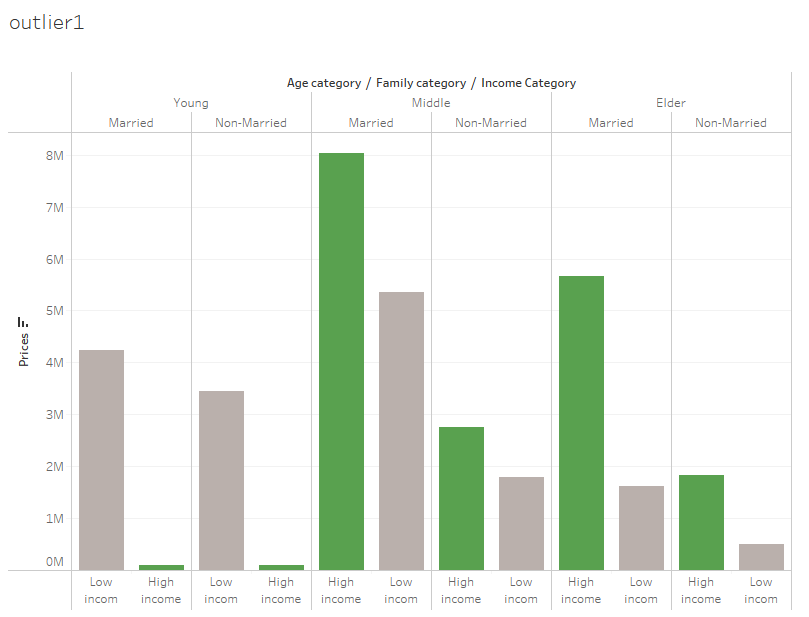 outlier1
Age category / Family category / Income Category
Young Middle Elder
Married Non-Married Married Non-Married Married Non-Married
8M
7M
6M
5M
4M
3M
2M
1M
0M
Prices
Low High Low High High Low High Low High Low High Low
incom income incom income income incom income incom income incom income incom